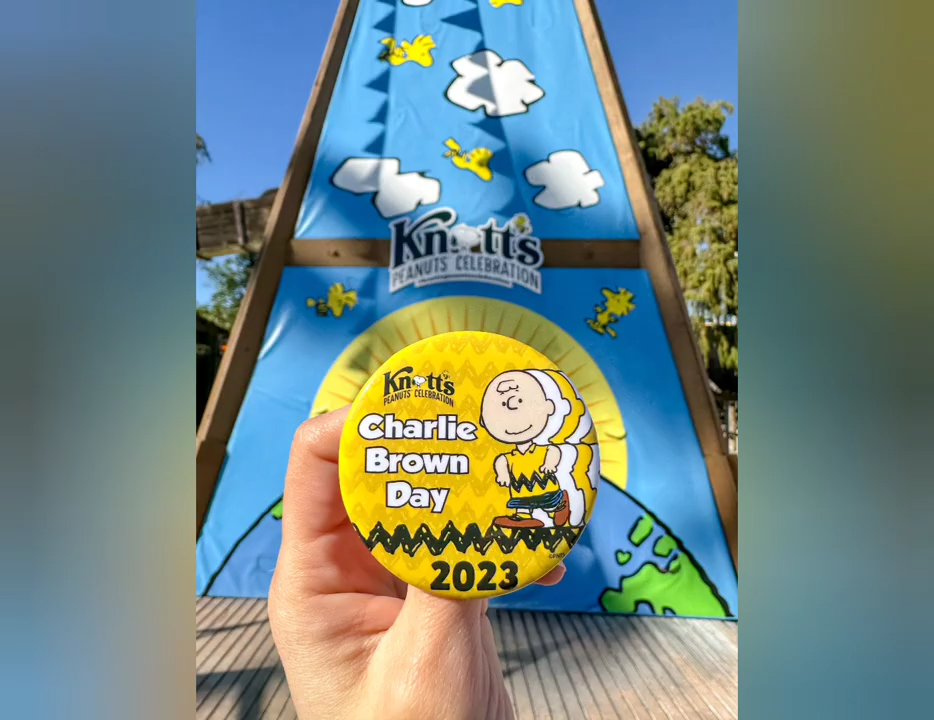 Knott's
PEANUTS CELEBRATION
Knott's
PEANUTS CELEBRATION
Charlie
Brown
Day
2023